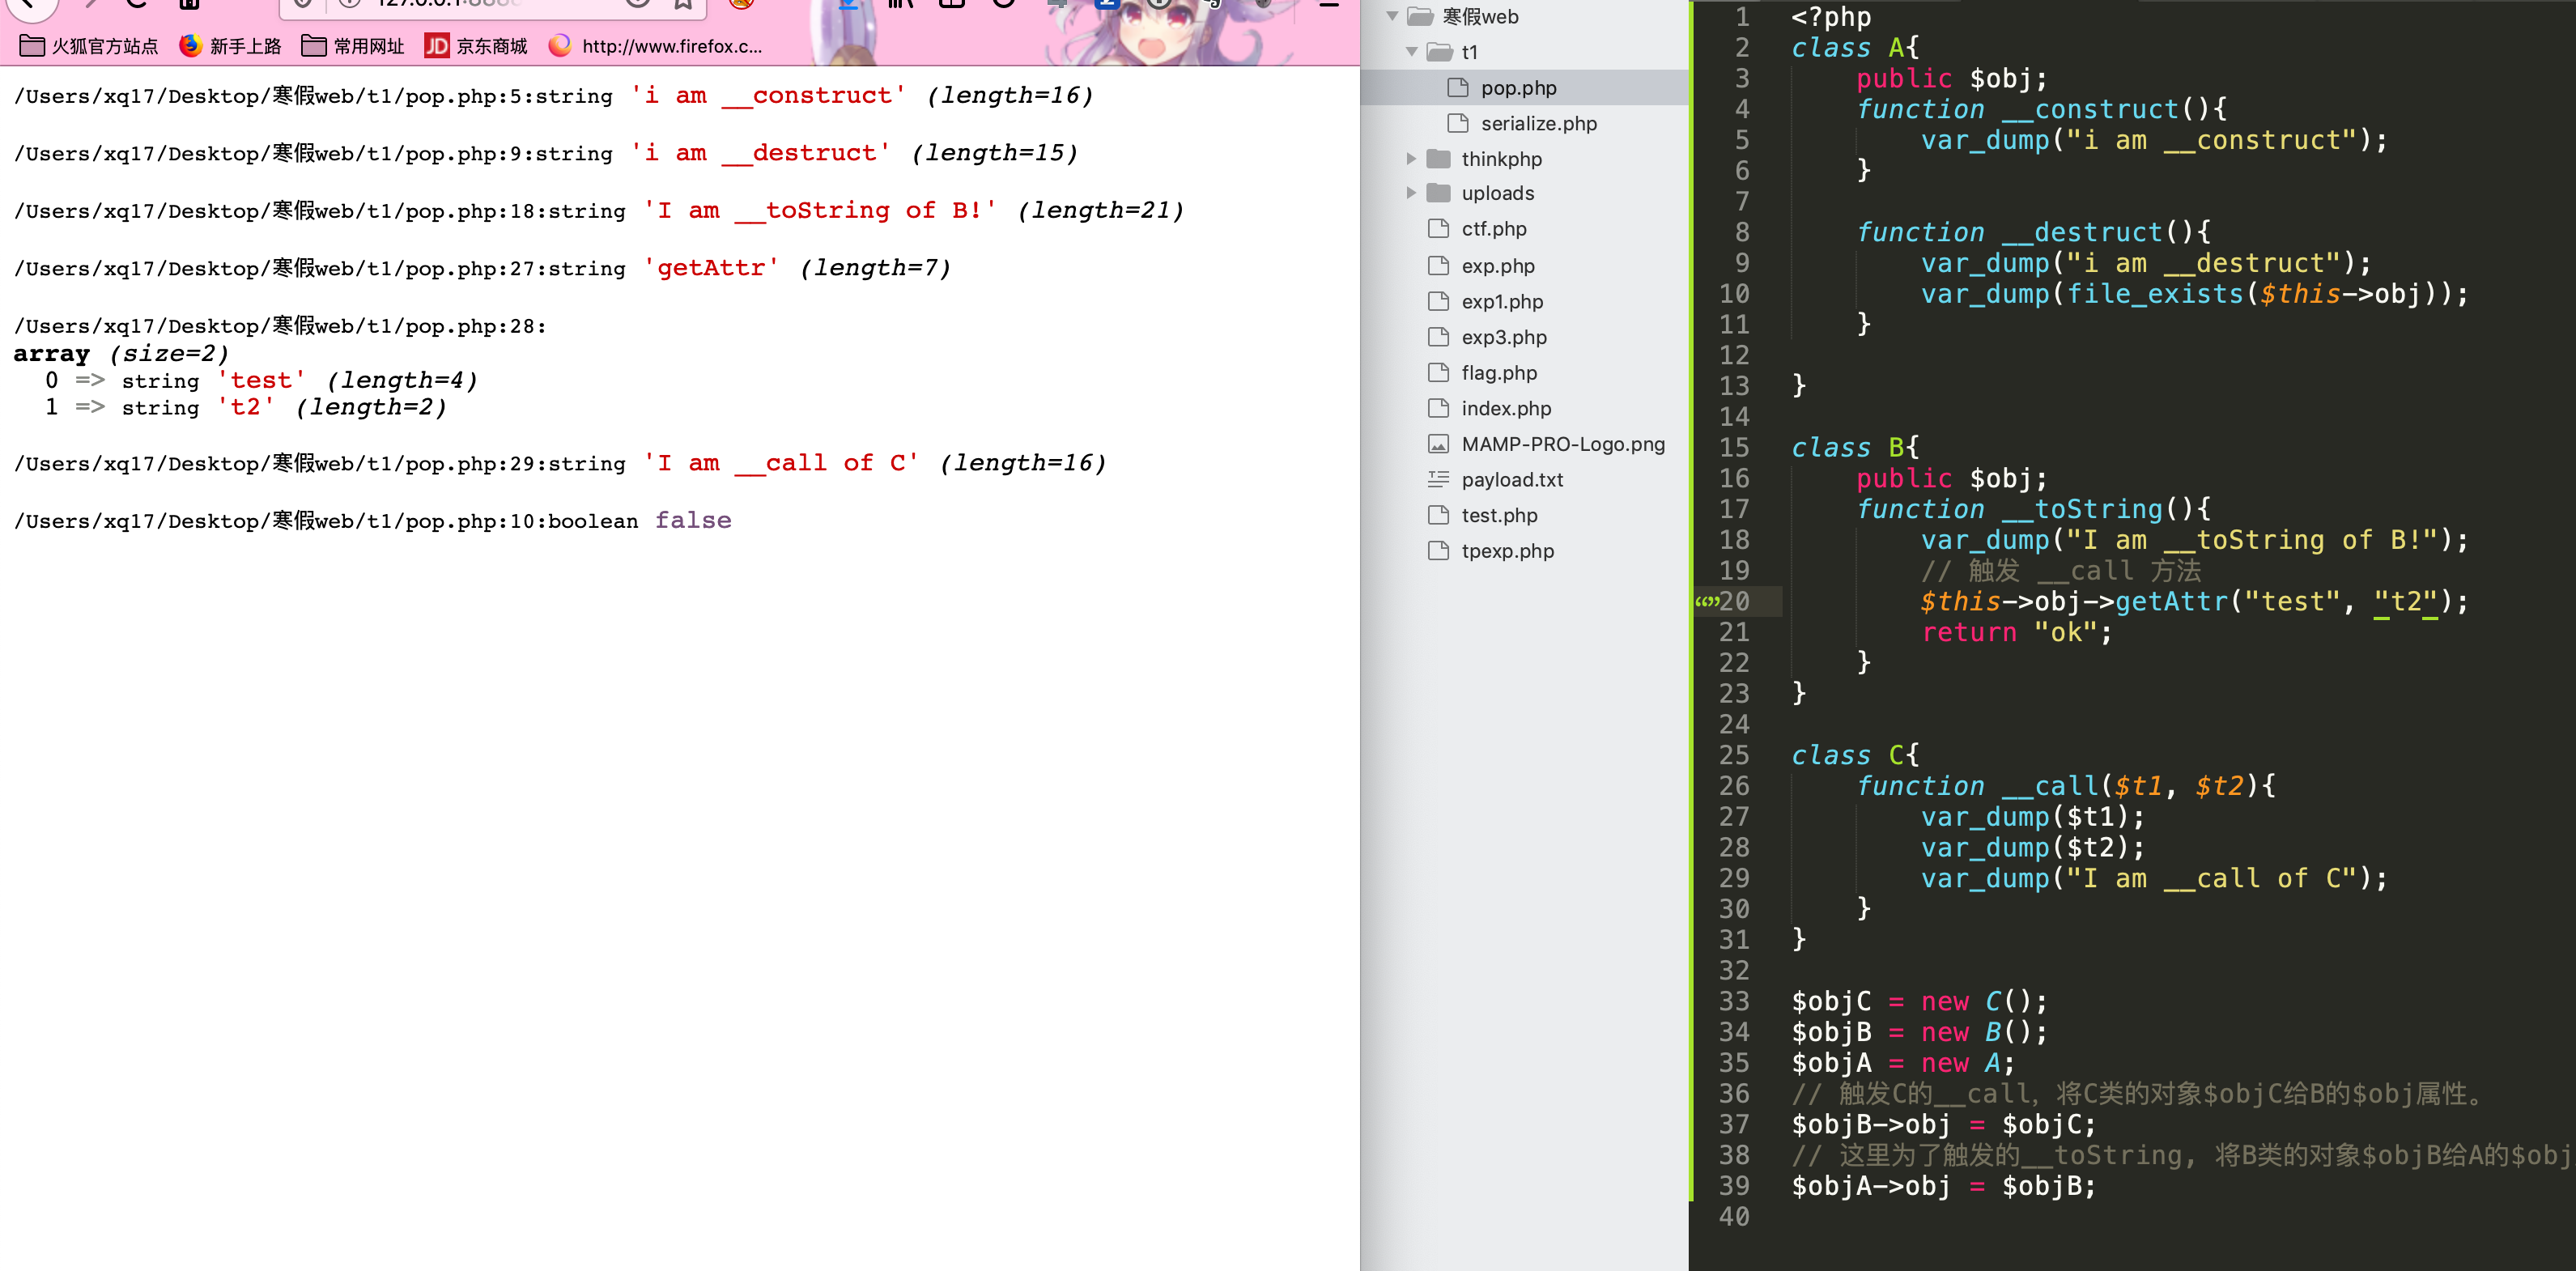 火狐官方站点 新手上路 常用网址 JD 京东商城 http://www.firefox.c...
/Users/xq17/Desktop/寒假web/t1/pop.php:5:string 'i am __construct' (length=16)
/Users/xq17/Desktop/寒假web/t1/pop.php:9:string 'i am __destruct' (length=15)
/Users/xq17/Desktop/寒假web/t1/pop.php:18:string 'I am __toString of B!' (length=21)
/Users/xq17/Desktop/寒假web/t1/pop.php:27:string 'getAttr' (length=7)
/Users/xq17/Desktop/寒假web/t1/pop.php:28:
array (size=2)
0 => string 'test' (length=4)
1 => string 't2' (length=2)
/Users/xq17/Desktop/寒假web/t1/pop.php:29:string 'I am __call of C' (length=16)
/Users/xq17/Desktop/寒假web/t1/pop.php:10:boolean false
寒假web
t1
pop.php
serialize.php
thinkphp
uploads
ctf.php
exp.php
exp1.php
exp3.php
flag.php
index.php
MAMP-PRO-Logo.png
payload.txt
test.php
tpexp.php
1 <?php
2 class A{
3 public $obj;
4 function __construct(){
5 var_dump("i am __construct");
6 }
7
8 function __destruct(){
9 var_dump("i am __destruct");
10 var_dump(file_exists($this->obj));
11 }
12
13 }
14
15 class B{
16 public $obj;
17 function __toString(){
18 var_dump("I am __toString of B!");
19 // 触发 __call 方法
20 $this->obj->getAttr("test", "t2");
21 return "ok";
22 }
23 }
24
25 class C{
26 function __call($t1, $t2){
27 var_dump($t1);
28 var_dump($t2);
29 var_dump("I am __call of C");
30 }
31 }
32
33 $objC = new C();
34 $objB = new B();
35 $objA = new A;
36 // 触发C的__call，将C类的对象$objC给B的$obj属性。
37 $objB->obj = $objC;
38 // 这里为了触发的__toString, 将B类的对象$objB给A的$obj
39 $objA->obj = $objB;
40